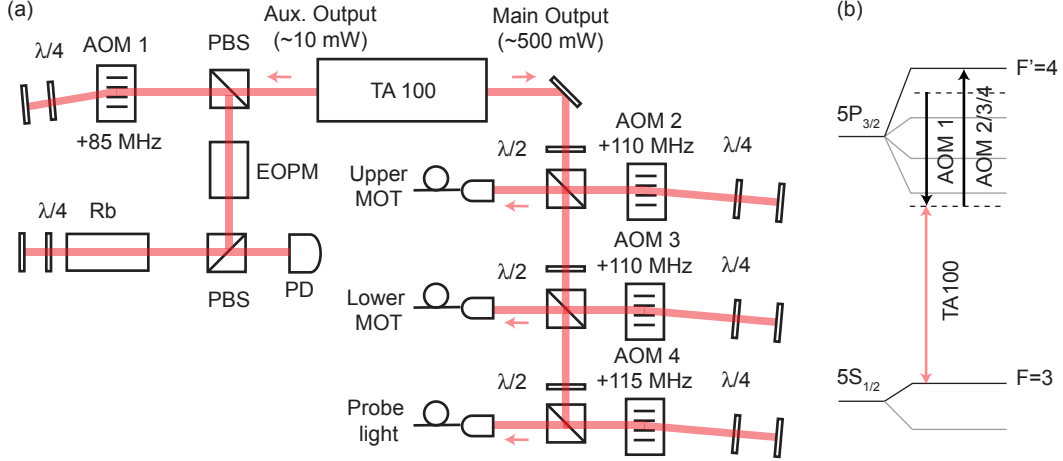 (a)
Aux. Output
(~10 mW)
Main Output
(~500 mW)
(b)
λ/4
AOM 1
PBS
TA 100
+85 MHz
EOPM
λ/4
Rb
PBS
PD
λ/2
AOM 2
+110 MHz
λ/4
Upper
MOT
λ/2
AOM 3
+110 MHz
λ/4
Lower
MOT
λ/2
AOM 4
+115 MHz
λ/4
Probe
light
F'=4
5P3/2
AOM 1
AOM 2/3/4
TA100
5S1/2
F=3